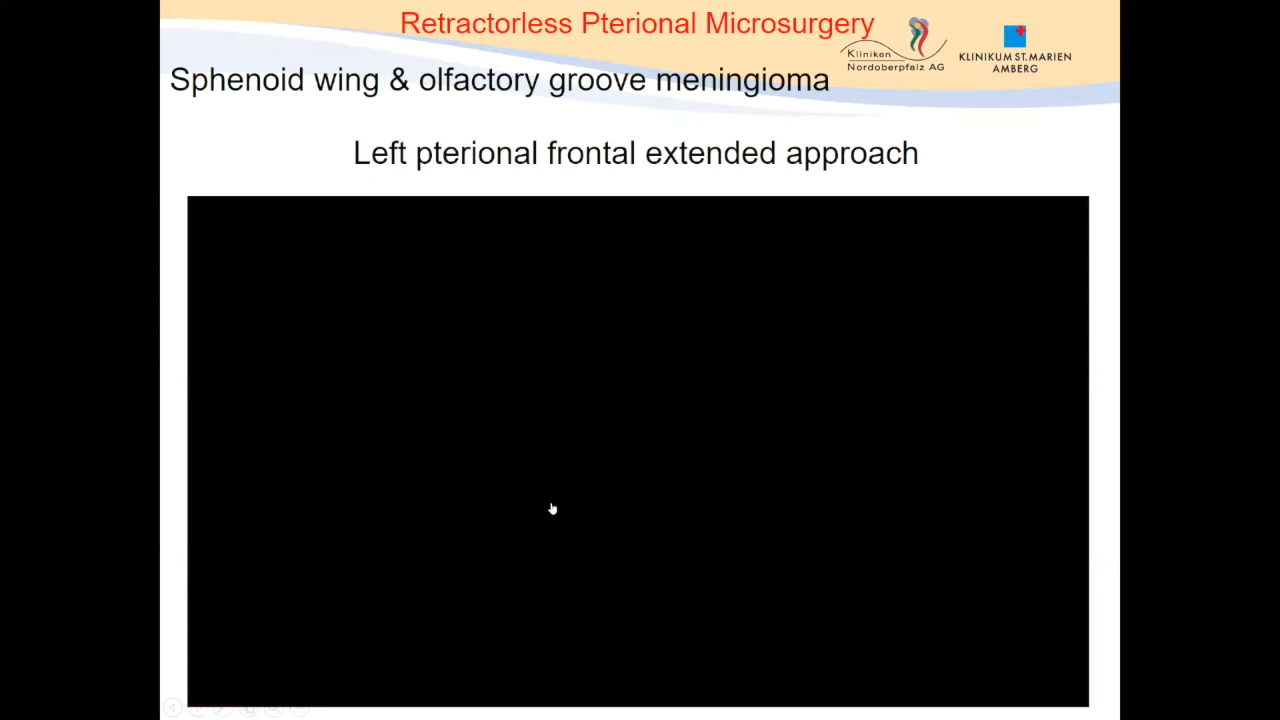 Retractorless Pterional Microsurgery
Kliniken
Nordoberpfalz AG
KLINIKUM ST.MARIEN
AMBERG
Sphenoid wing & olfactory groove meningioma
Left pterional frontal extended approach